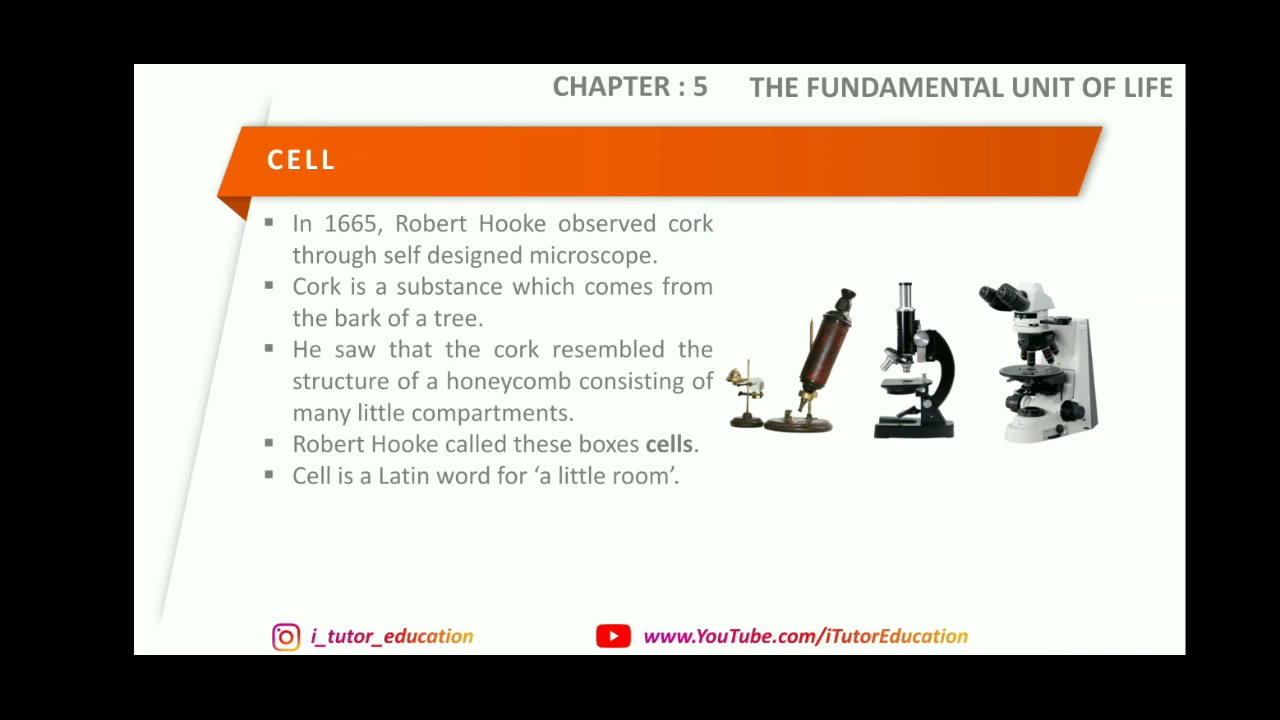 CHAPTER : 5 THE FUNDAMENTAL UNIT OF LIFE
CELL
▪ In 1665, Robert Hooke observed cork
through self designed microscope.
▪ Cork is a substance which comes from
the bark of a tree.
▪ He saw that the cork resembled the
structure of a honeycomb consisting of
many little compartments.
▪ Robert Hooke called these boxes cells.
▪ Cell is a Latin word for ‘a little room’.
i_tutor_education
www.YouTube.com/iTutorEducation